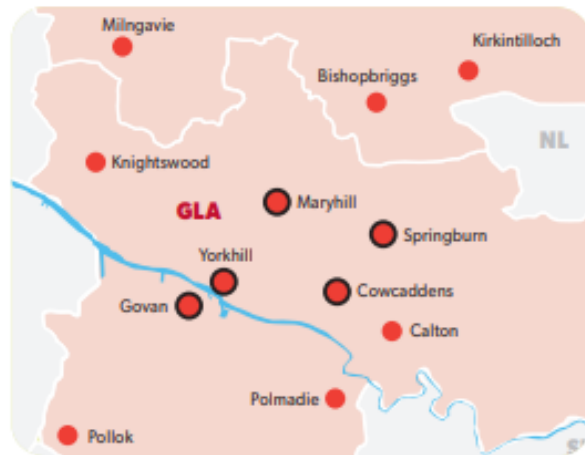 Milngavie
Kirkintilloch
Bishopbriggs
NL
Knightswood
Maryhill
GLA
Springburn
Yorkhill
Cowcaddens
Govan
Calton
Polmadie
Pollok